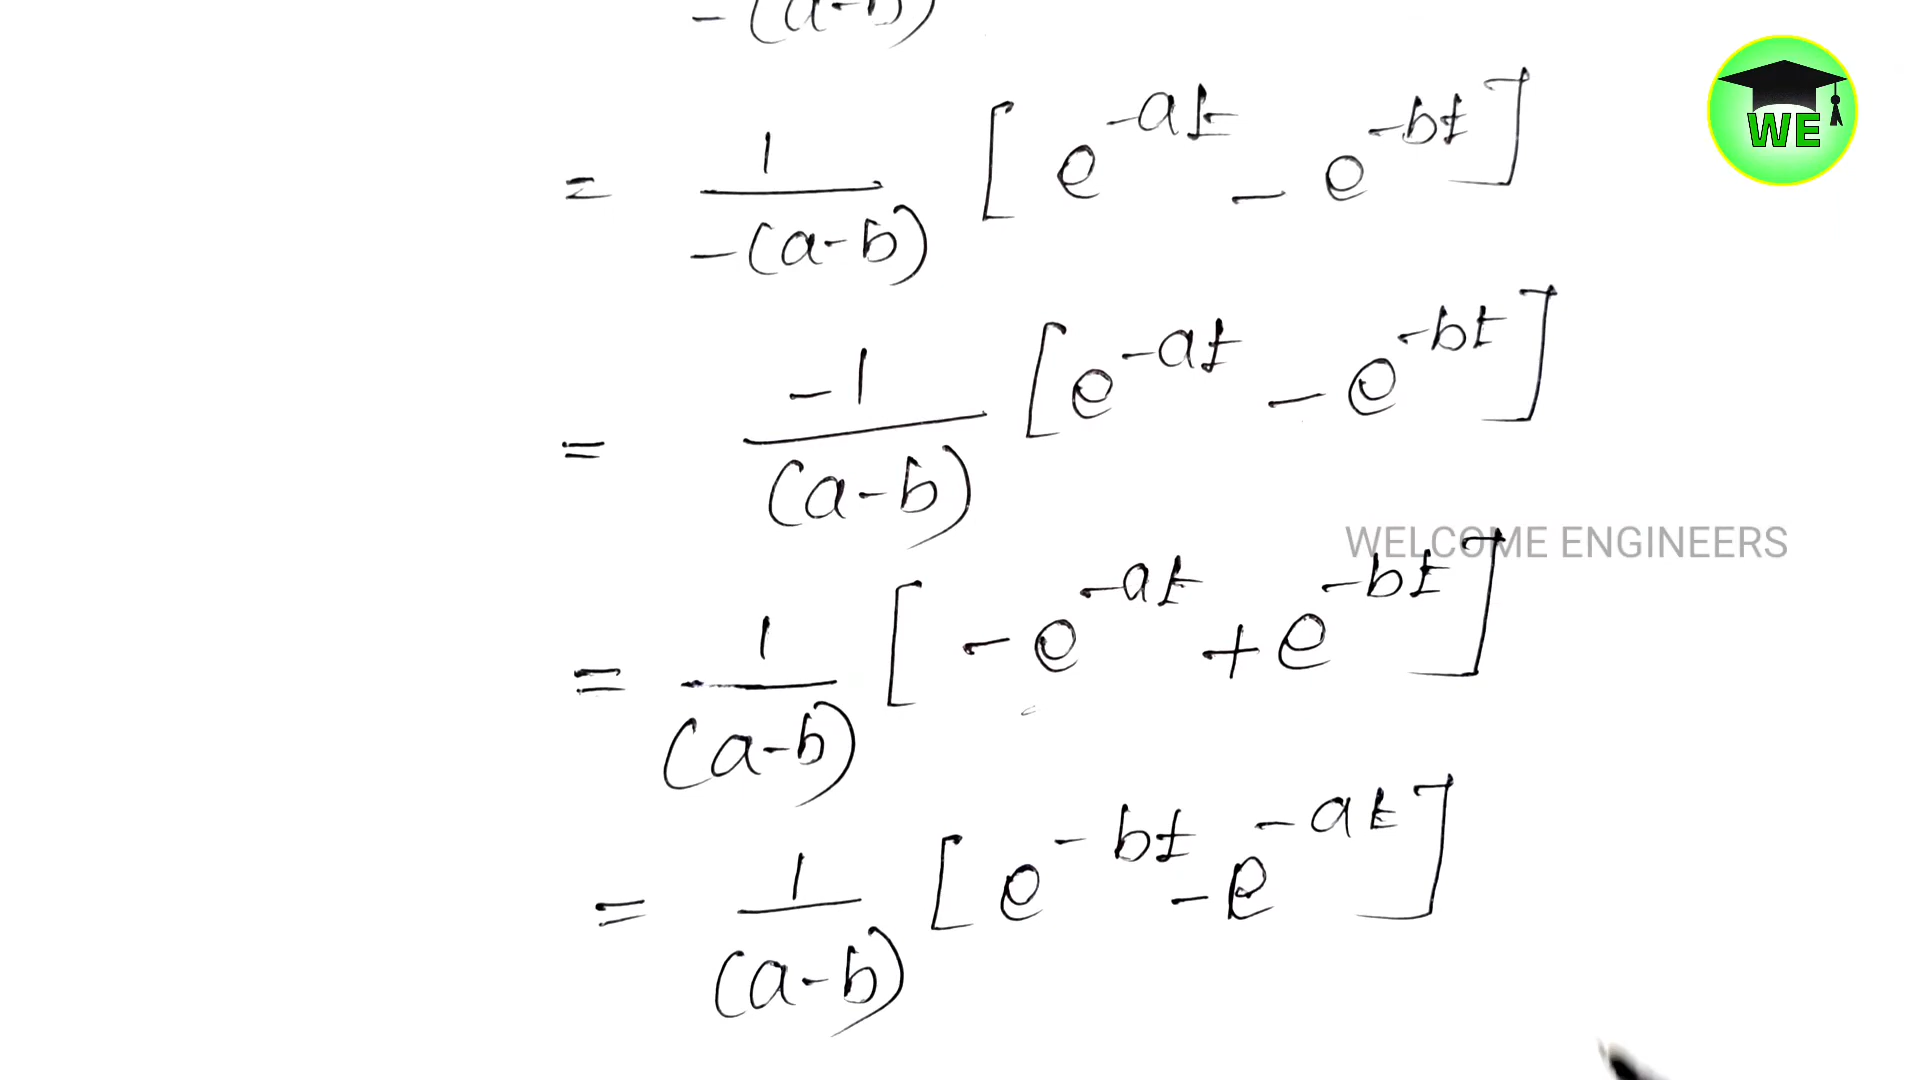 -(a-b)
= 1/-(a-b) [e^-at - e^-bt]
WE
= -1/(a-b) [e^-at - e^-bt]
WELCOME ENGINEERS
= 1/(a-b) [-e^-at + e^-bt]
= 1/(a-b) [e^-bt - e^-at]